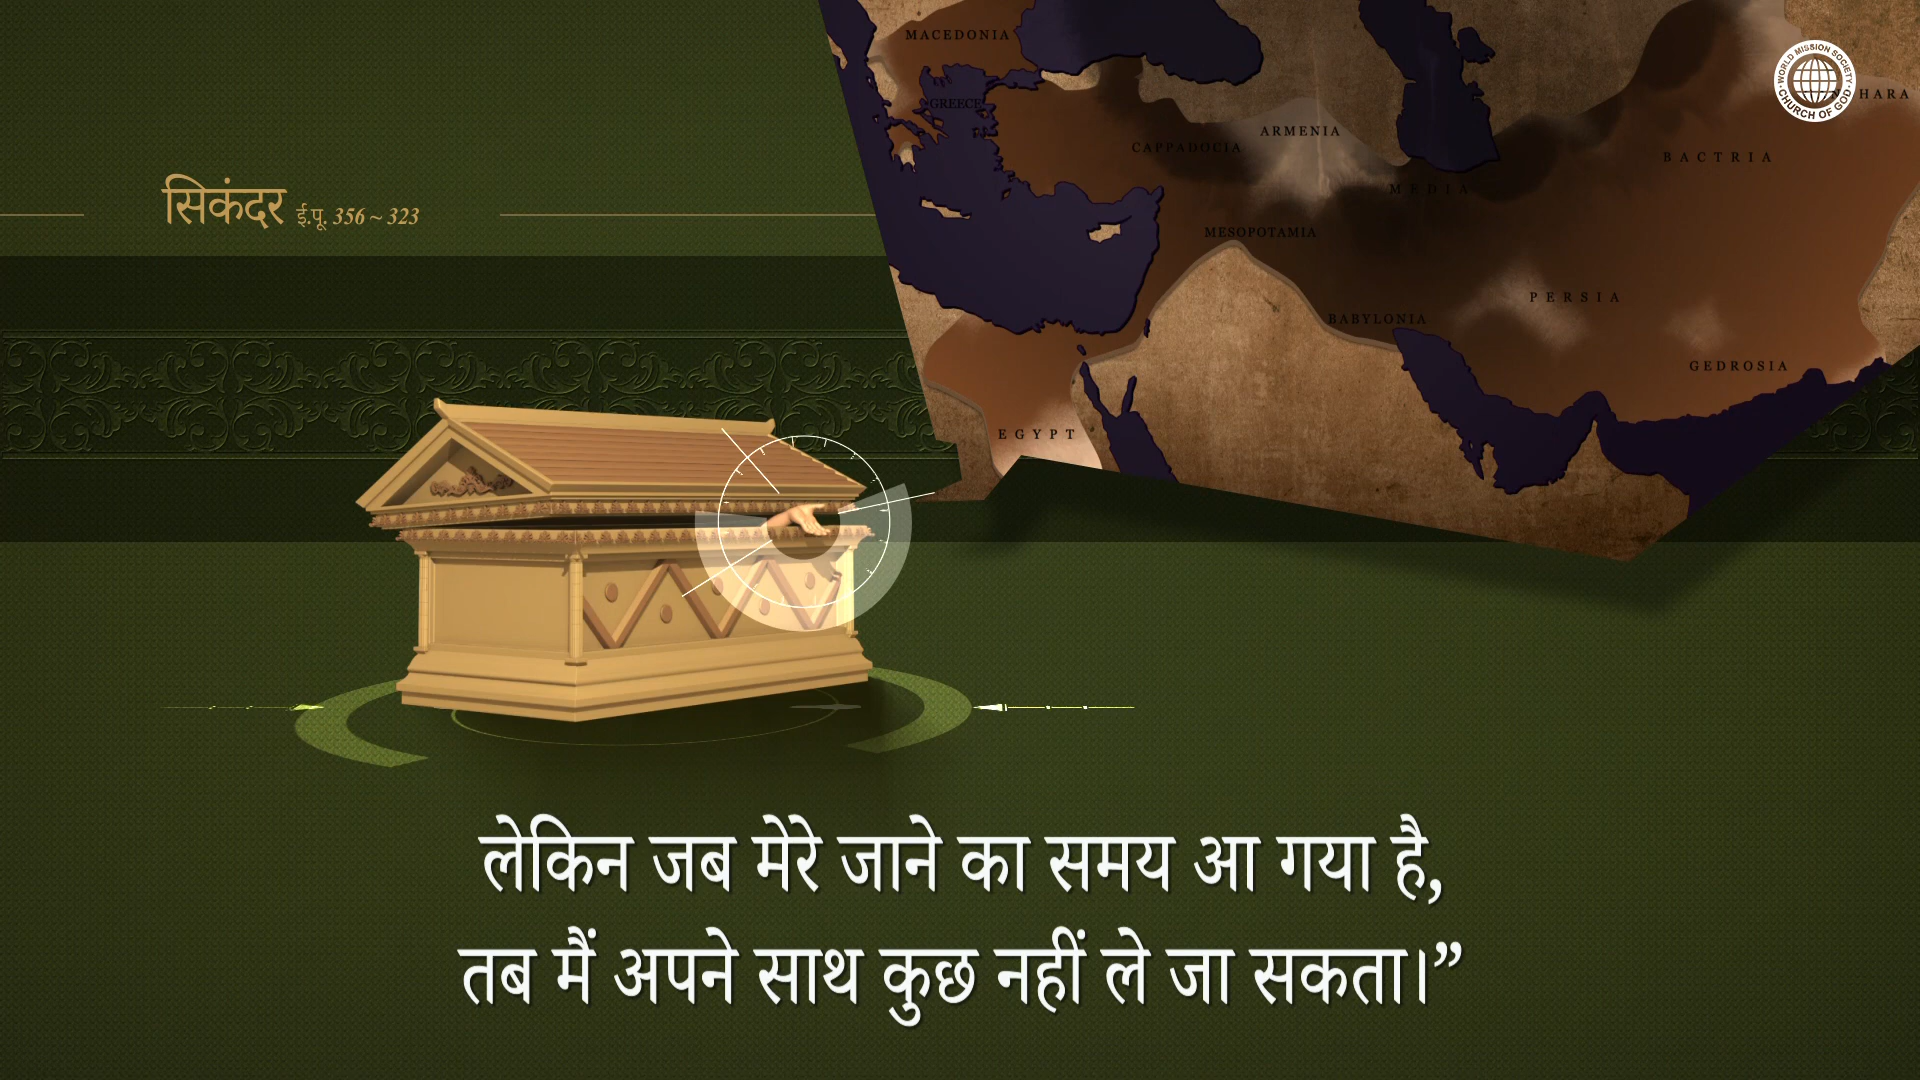 MACEDONIA
GREECE
ARMENIA
CAPPADOCIA
MEDIA
BACTRIA
MESOPOTAMIA
PERSIA
BABYLONIA
GEDROSIA
EGYPT
WORLD MISSION SOCIETY
CHURCH OF GOD
सिकंदर ई.पू. 356 ~ 323
लेकिन जब मेरे जाने का समय आ गया है,
तब मैं अपने साथ कुछ नहीं ले जा सकता।”